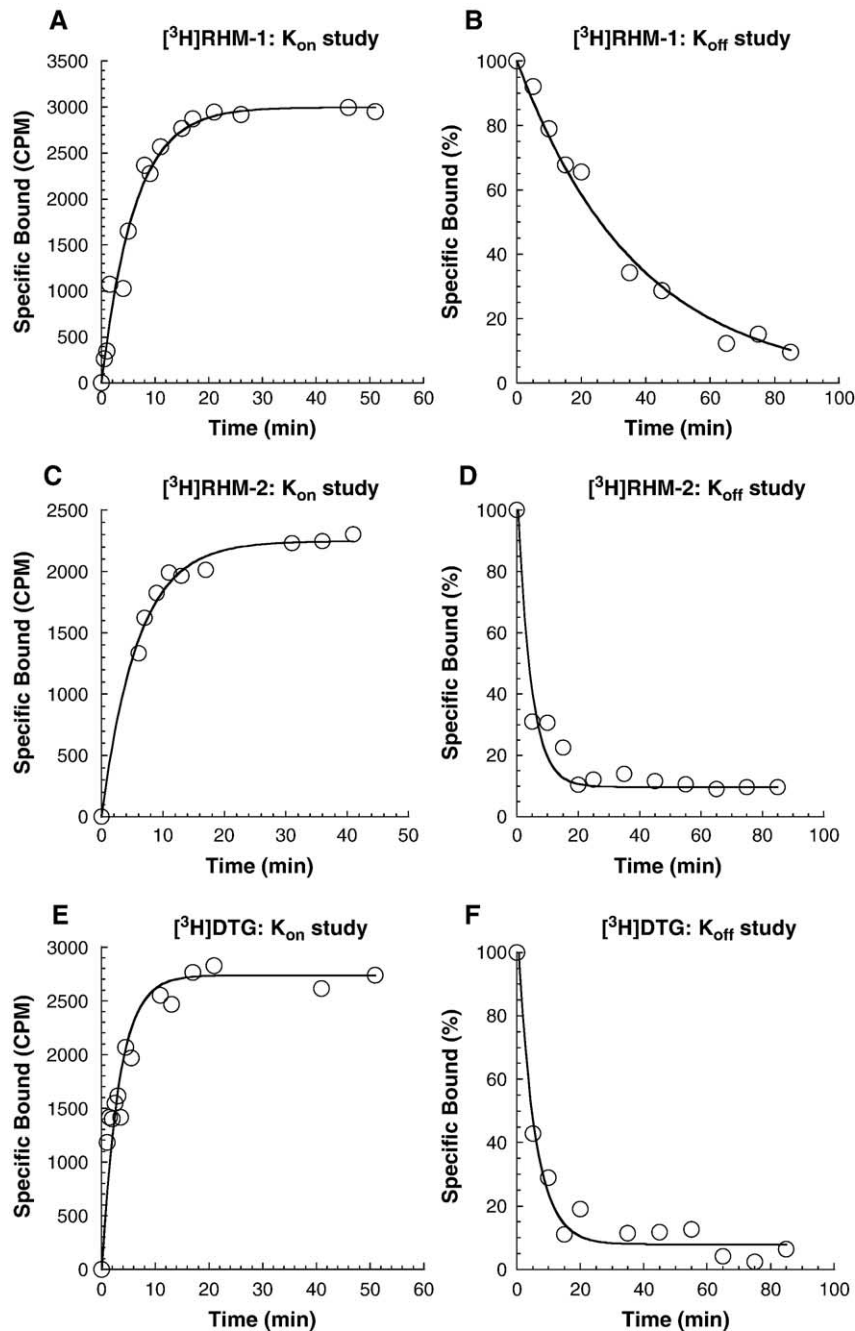 A
[³H]RHM-1: Kon study
Specific Bound (CPM)
3500
3000
2500
2000
1500
1000
500
0
0 10 20 30 40 50 60
Time (min)
B
[³H]RHM-1: Koff study
Specific Bound (%)
100
80
60
40
20
0
0 20 40 60 80 100
Time (min)
C
[³H]RHM-2: Kon study
Specific Bound (CPM)
2500
2000
1500
1000
500
0
0 10 20 30 40 50
Time (min)
D
[³H]RHM-2: Koff study
Specific Bound (%)
100
80
60
40
20
0
0 20 40 60 80 100
Time (min)
E
[³H]DTG: Kon study
Specific Bound (CPM)
3000
2500
2000
1500
1000
500
0
0 10 20 30 40 50 60
Time (min)
F
[³H]DTG: Koff study
Specific Bound (%)
100
80
60
40
20
0
0 20 40 60 80 100
Time (min)